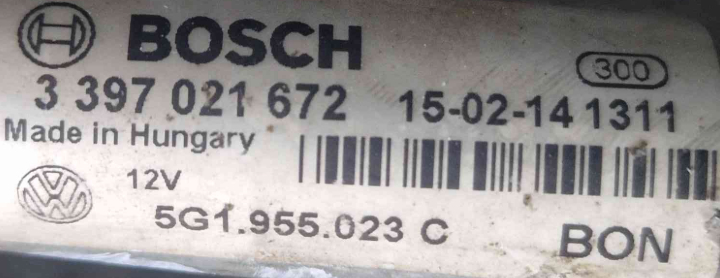 BOSCH
300
3 397 021 672 15-02-14 1311
Made in Hungary
12V
5G1.955.023 C
BON